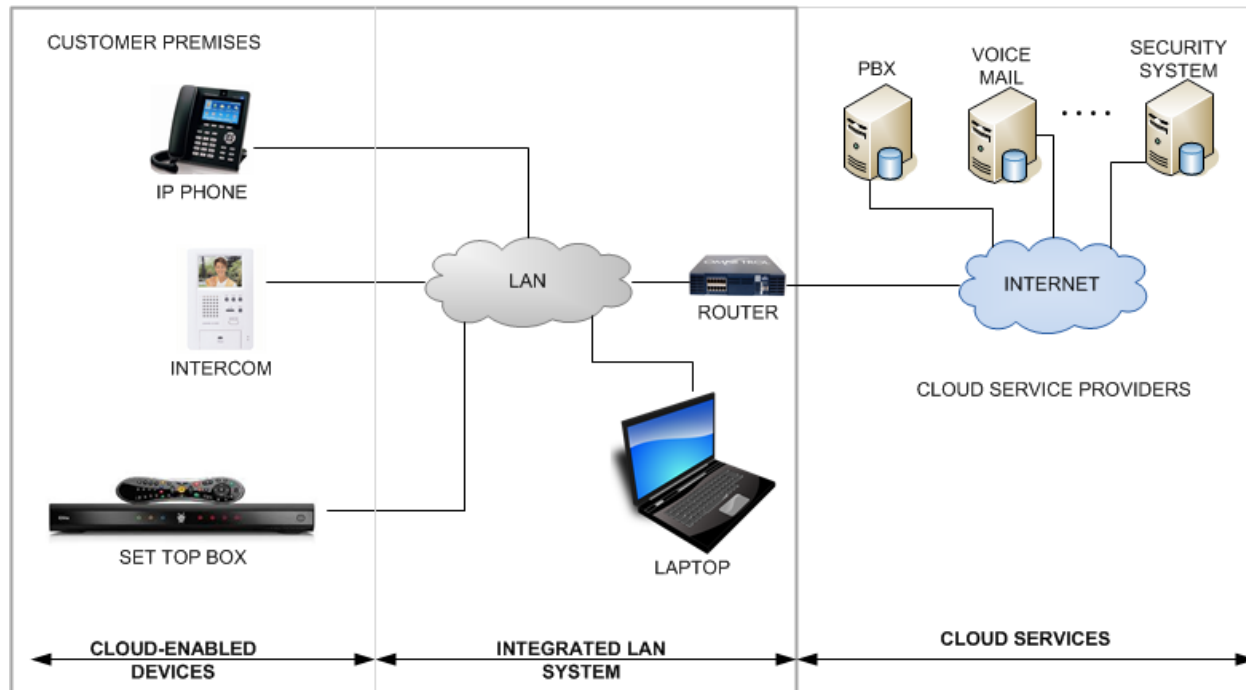 CUSTOMER PREMISES
IP PHONE
INTERCOM
SET TOP BOX
CLOUD-ENABLED
DEVICES
LAN
ROUTER
LAPTOP
INTEGRATED LAN
SYSTEM
PBX
VOICE
MAIL
SECURITY
SYSTEM
INTERNET
CLOUD SERVICE PROVIDERS
CLOUD SERVICES